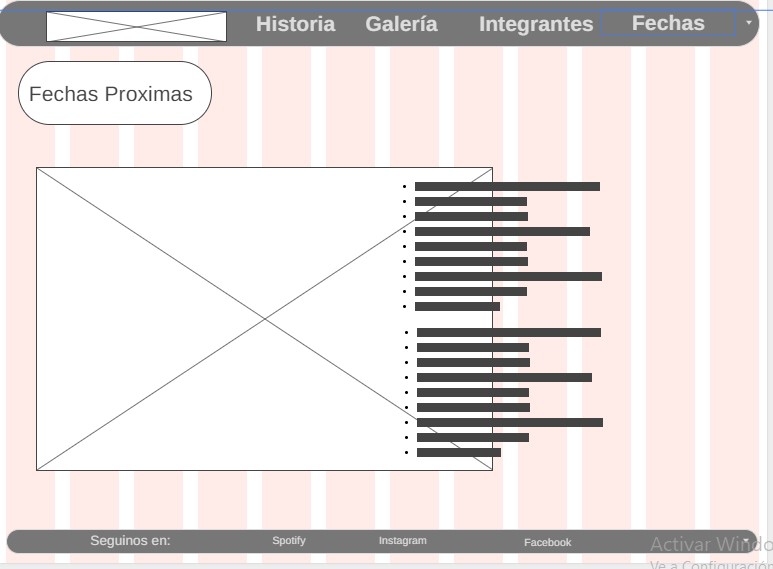 Historia Galería Integrantes Fechas
Fechas Proximas
Seguinos en: Spotify Instagram Facebook
Activar Windo
Ve a Configuración